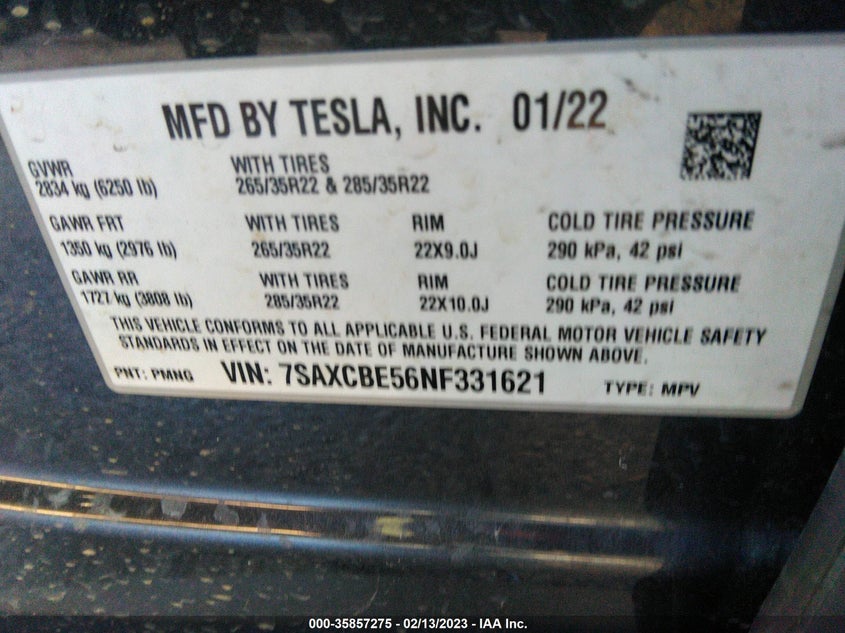 MFD BY TESLA, INC. 01/22
GVWR WITH TIRES
2834 kg (6250 lb) 265/35R22 & 285/35R22
GAWR FRT WITH TIRES RIM COLD TIRE PRESSURE
1350 kg (2976 lb) 265/35R22 22X9.0J 290 kPa, 42 psi
GAWR RR WITH TIRES RIM COLD TIRE PRESSURE
1727 kg (3808 lb) 285/35R22 22X10.0J 290 kPa, 42 psi
THIS VEHICLE CONFORMS TO ALL APPLICABLE U.S. FEDERAL MOTOR VEHICLE SAFETY
STANDARDS IN EFFECT ON THE DATE OF MANUFACTURE SHOWN ABOVE.
PNT: PMNG VIN: 7SAXCBE56NF331621 TYPE: MPV
000-35857275 - 02/13/2023 - IAA Inc.